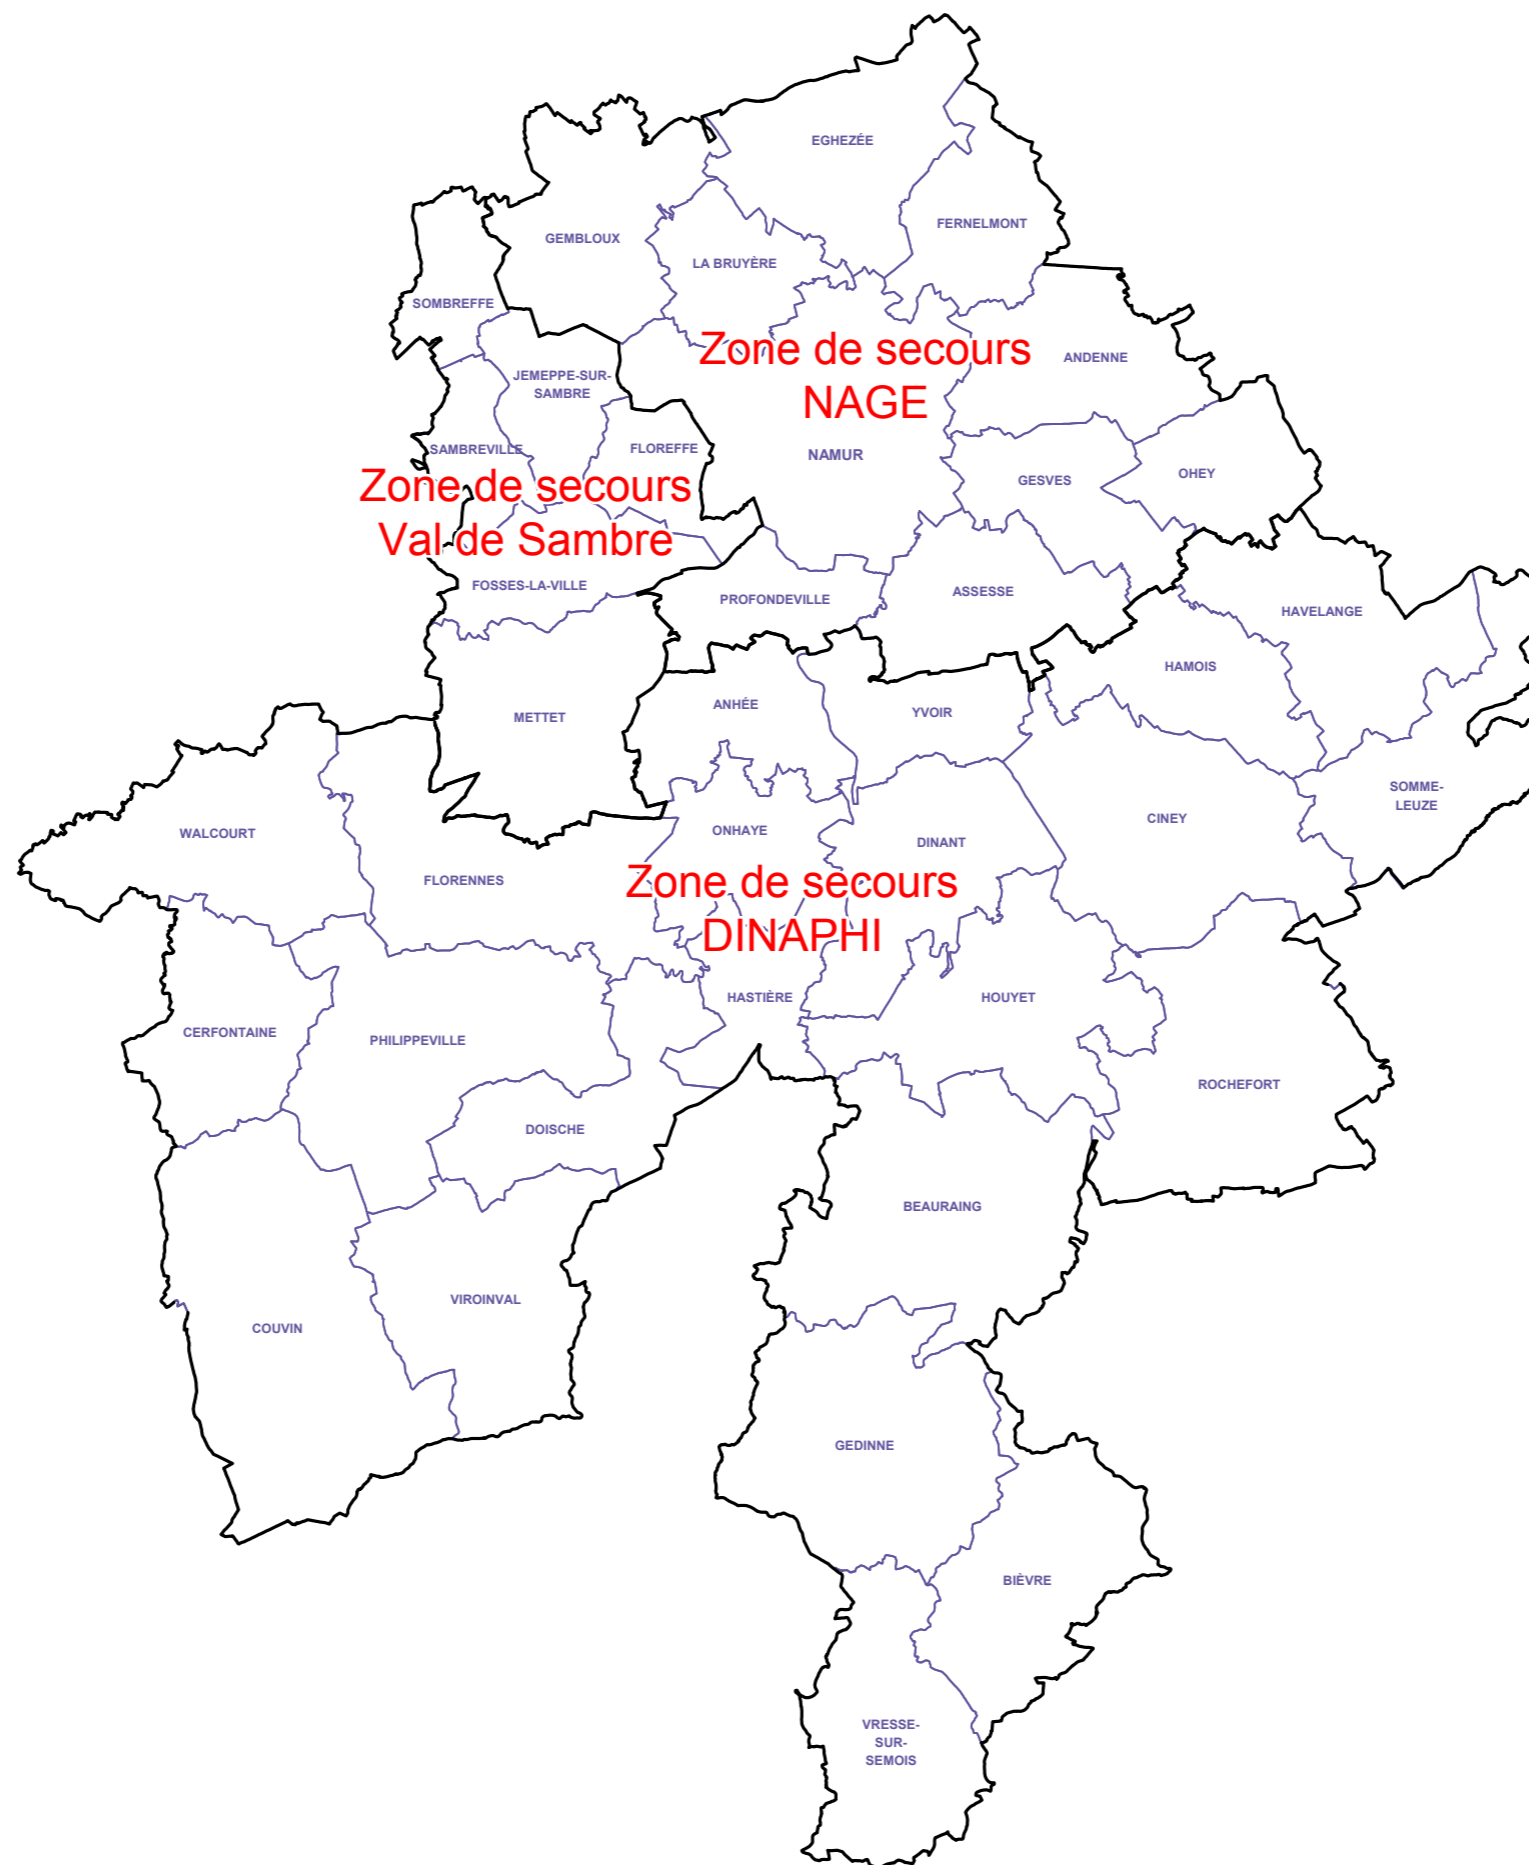 EGHEZÉE
FERNELMONT
GEMBLOUX
LA BRUYÈRE
SOMBREFFE
Zone de secours
NAGE
ANDENNE
JEMEPPE-SUR-
SAMBRE
SAMBREVILLE
FLOREFFE
NAMUR
GESVES
OHEY
Zone de secours
Val de Sambre
FOSSES-LA-VILLE
PROFONDEVILLE
ASSESSE
HAVELANGE
HAMOIS
METTET
ANHÉE
YVOIR
SOMME-
LEUZE
WALCOURT
ONHAYE
DINANT
CINEY
FLORENNES
Zone de secours
DINAPHI
HASTIÈRE
HOUYET
CERFONTAINE
PHILIPPEVILLE
ROCHEFORT
DOISCHE
BEAURAING
VIROINVAL
COUVIN
GEDINNE
BIÈVRE
VRESSE-
SUR-
SEMOIS